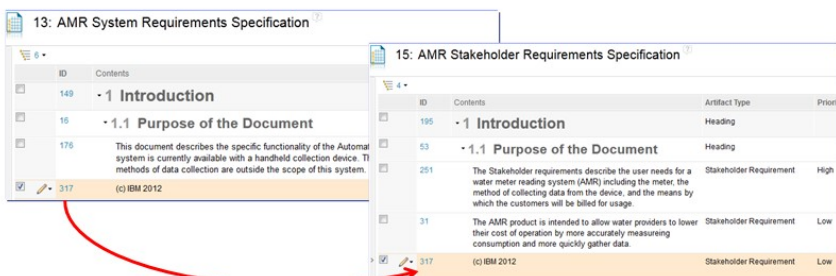 13: AMR System Requirements Specification ?
6
ID Contents
149 1 Introduction
16 1.1 Purpose of the Document
176 This document describes the specific functionality of the Automat
system is currently available with a handheld collection device. Th
methods of data collection are outside the scope of this system.
317 (c) IBM 2012
15: AMR Stakeholder Requirements Specification ?
4
ID Contents Artifact Type Priori
195 1 Introduction Heading
53 1.1 Purpose of the Document Heading
251 The Stakeholder requirements describe the user needs for a Stakeholder Requirement High
water meter reading system (AMR) including the meter, the
method of collecting data from the device, and the means by
which the customers will be billed for usage.
31 The AMR product is intended to allow water providers to lower Stakeholder Requirement Low
their cost of operation by more accurately measureing
consumption and more quickly gather data.
317 (c) IBM 2012 Stakeholder Requirement Low